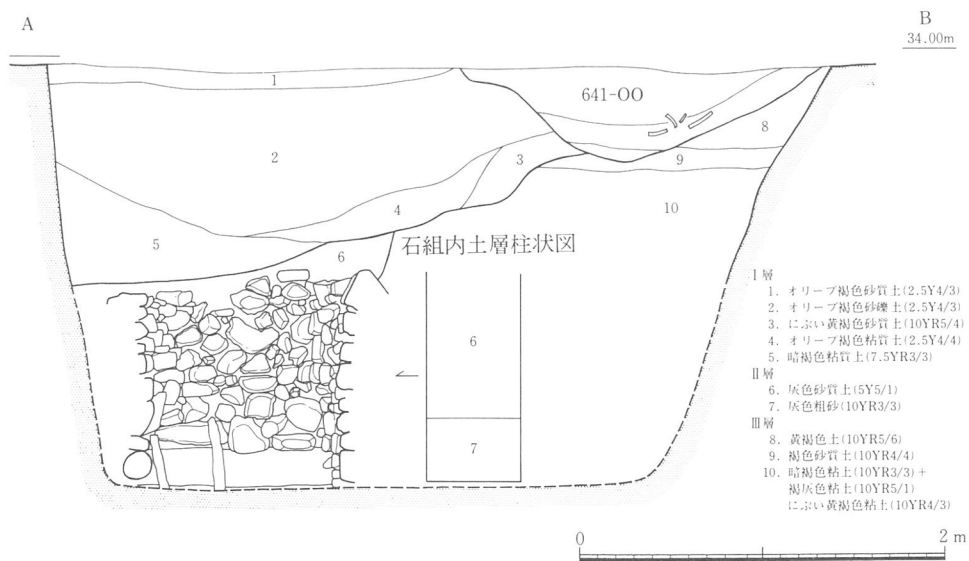 A
B
34.00m
1
641-OO
8
2
3
9
4
10
5
6
石組内土層柱状図
6
7
Ⅰ層
1. オリーブ褐色砂質土(2.5Y4/3)
2. オリーブ褐色砂礫土(2.5Y4/3)
3. にぶい黄褐色砂質土(10YR5/4)
4. オリーブ褐色粘質土(2.5Y4/4)
5. 暗褐色粘質土(7.5YR3/3)
Ⅱ層
6. 灰色砂質土(5Y5/1)
7. 灰色粗砂(10YR3/3)
Ⅲ層
8. 黄褐色土(10YR5/6)
9. 褐色砂質土(10YR4/4)
10. 暗褐色粘土(10YR3/3)+
褐灰色粘土(10YR5/1)
にぶい黄褐色粘土(10YR4/3)
0 2 m